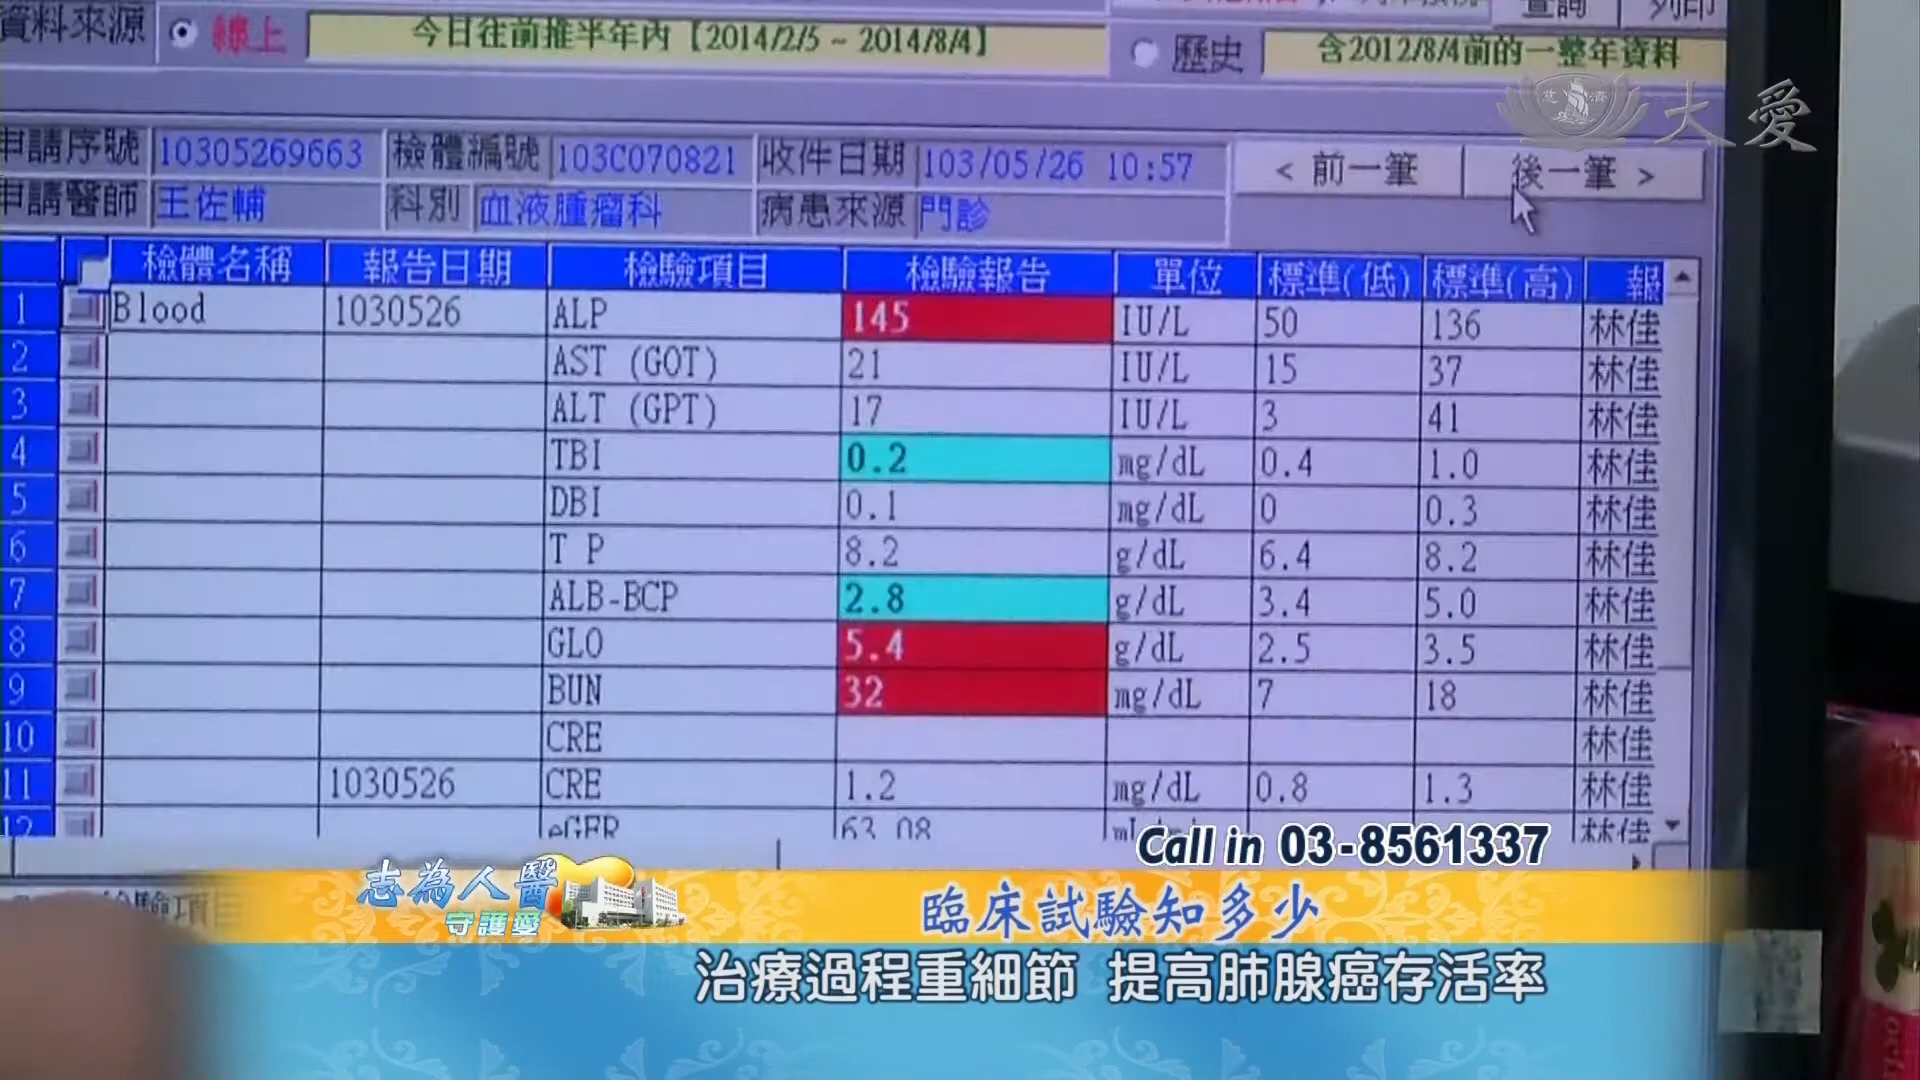 資料來源 線上 今日往前推半年內【2014/2/5 ~ 2014/8/4】 歷史 含2012/8/4前的一整年資料
查詢 列印
慈濟 大愛
申請序號 10305269663 檢體編號 103C070821 收件日期 103/05/26 10:57 < 前一筆 後一筆 >
申請醫師 王佐輔 科別 血液腫瘤科 病患來源 門診
檢體名稱 報告日期 檢驗項目 檢驗報告 單位 標準(低) 標準(高) 報
1 Blood 1030526 ALP 145 IU/L 50 136 林佳
2 AST (GOT) 21 IU/L 15 37 林佳
3 ALT (GPT) 17 IU/L 3 41 林佳
4 TBI 0.2 mg/dL 0.4 1.0 林佳
5 DBI 0.1 mg/dL 0 0.3 林佳
6 T P 8.2 g/dL 6.4 8.2 林佳
7 ALB-BCP 2.8 g/dL 3.4 5.0 林佳
8 GLO 5.4 g/dL 2.5 3.5 林佳
9 BUN 32 mg/dL 7 18 林佳
10 CRE 林佳
11 1030526 CRE 1.2 mg/dL 0.8 1.3 林佳
12 eGFR 63.08 林佳
Call in 03-8561337
志為人醫 守護愛
臨床試驗知多少
治療過程重細節 提高肺腺癌存活率